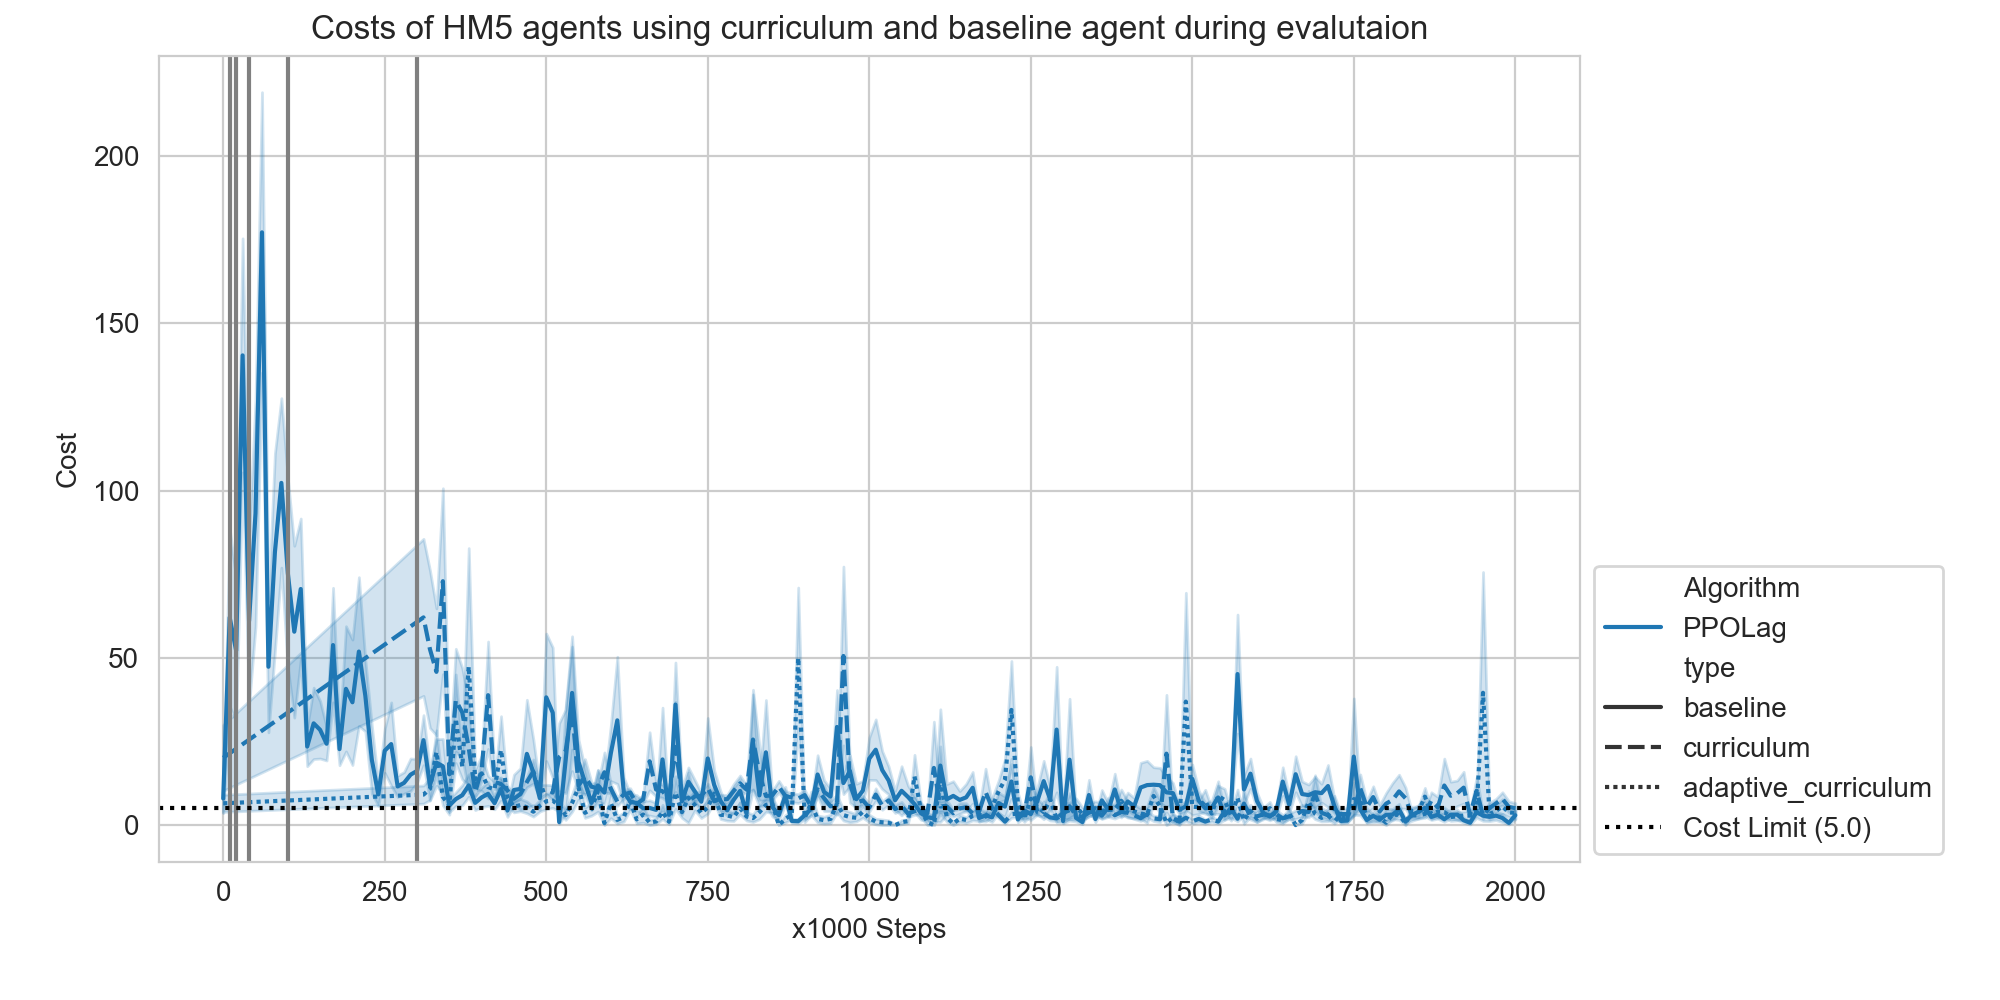 Costs of HM5 agents using curriculum and baseline agent during evalutaion
200
150
100
50
0
Cost
0 250 500 750 1000 1250 1500 1750 2000
x1000 Steps
Algorithm
PPOLag
type
baseline
curriculum
adaptive_curriculum
Cost Limit (5.0)